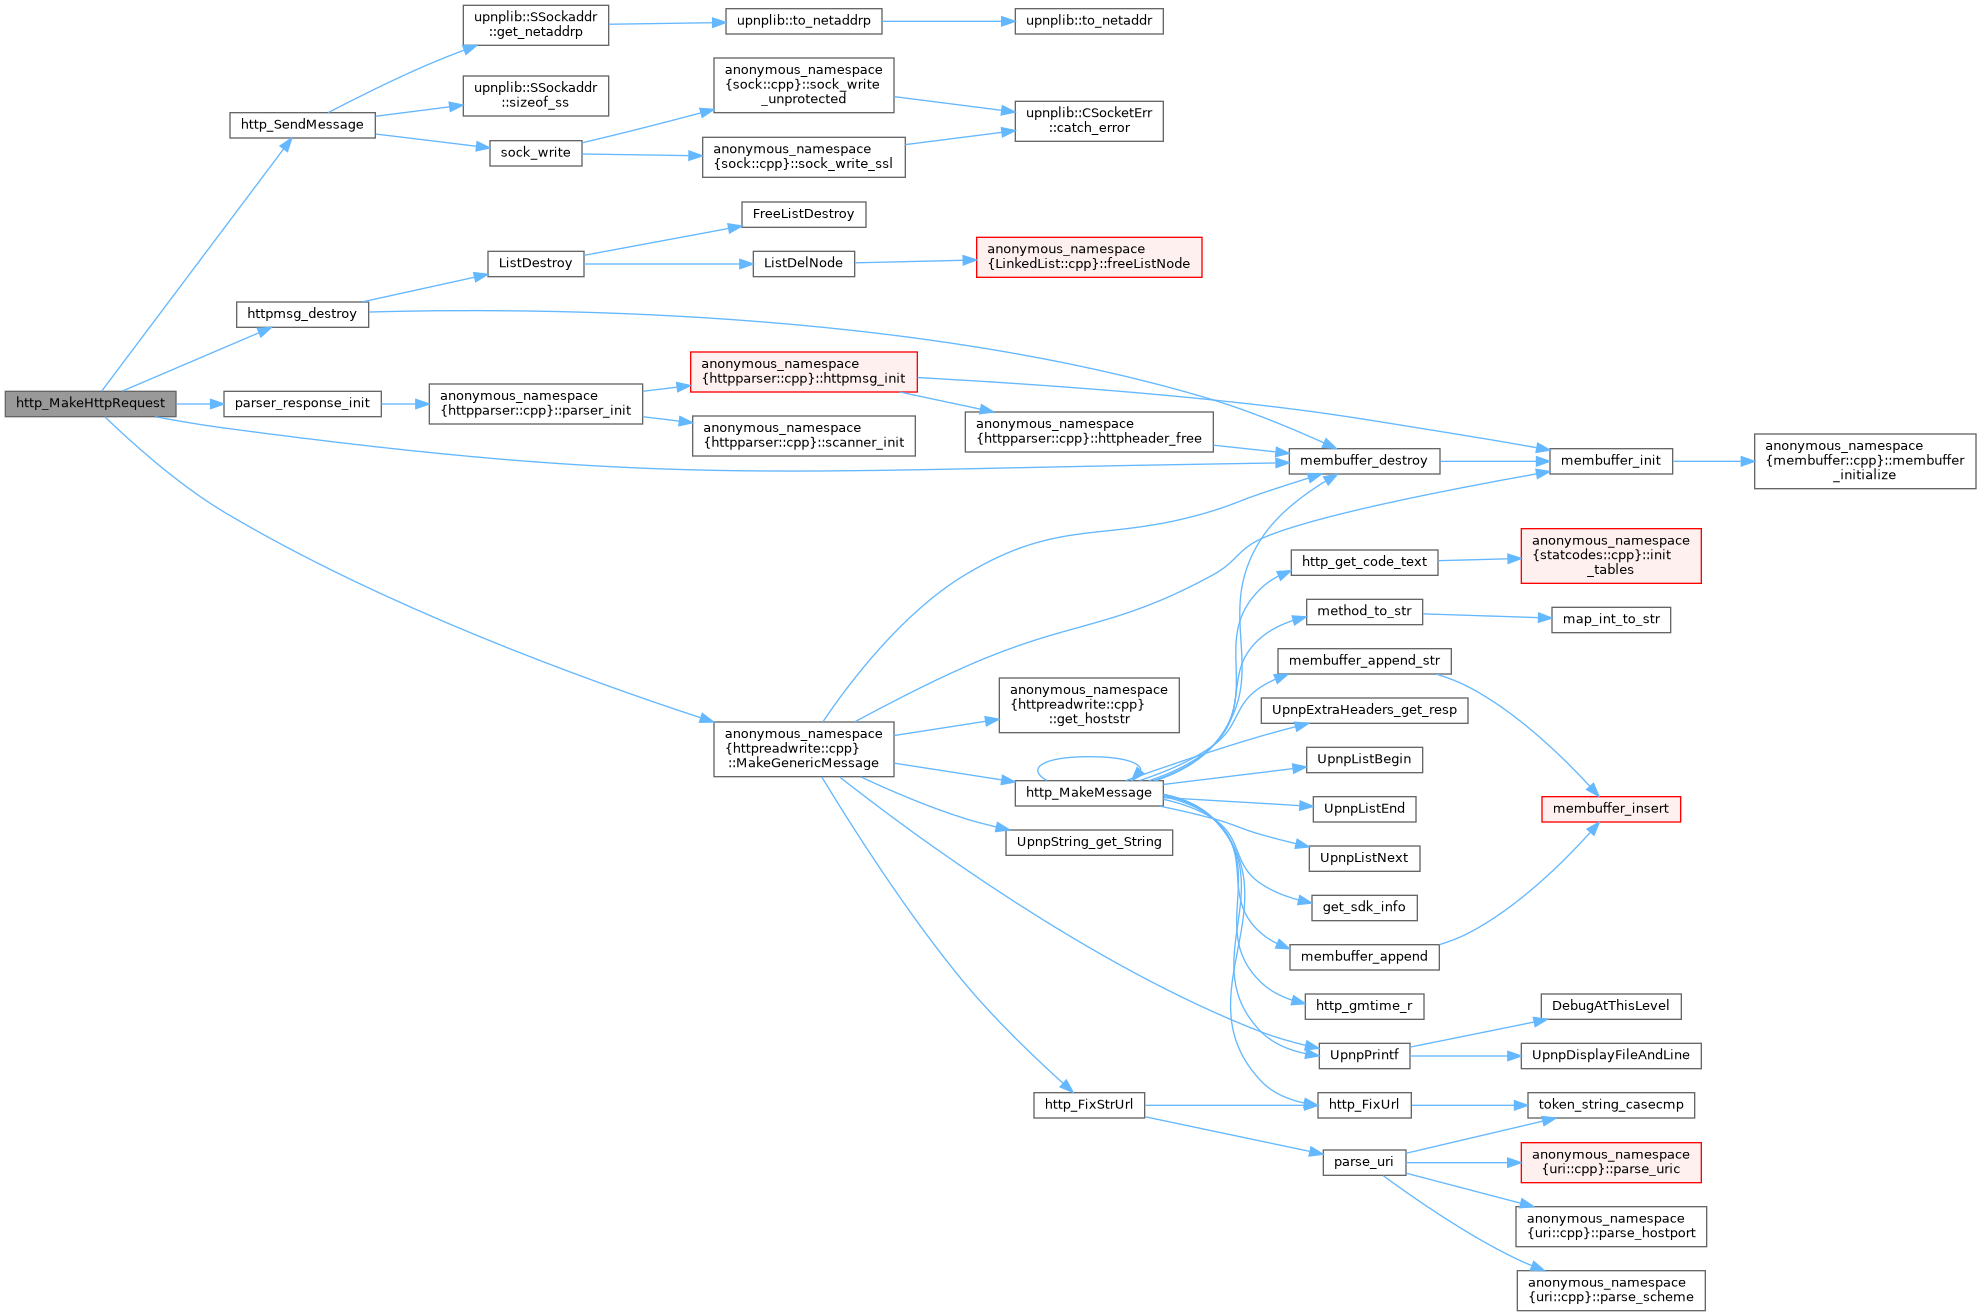 http_MakeHttpRequest
http_SendMessage
upnplib::SSockaddr
::get_netaddrp
upnplib::to_netaddrp
upnplib::to_netaddr
upnplib::SSockaddr
::sizeof_ss
sock_write
anonymous_namespace
{sock::cpp}::sock_write
_unprotected
anonymous_namespace
{sock::cpp}::sock_write_ssl
upnplib::CSocketErr
::catch_error
httpmsg_destroy
ListDestroy
FreeListDestroy
ListDelNode
anonymous_namespace
{LinkedList::cpp}::freeListNode
parser_response_init
anonymous_namespace
{httpparser::cpp}::parser_init
anonymous_namespace
{httpparser::cpp}::httpmsg_init
anonymous_namespace
{httpparser::cpp}::scanner_init
anonymous_namespace
{httpparser::cpp}::httpheader_free
membuffer_destroy
membuffer_init
anonymous_namespace
{membuffer::cpp}::membuffer
_initialize
anonymous_namespace
{httpreadwrite::cpp}
::MakeGenericMessage
anonymous_namespace
{httpreadwrite::cpp}
::get_hoststr
http_MakeMessage
UpnpString_get_String
http_FixStrUrl
http_get_code_text
anonymous_namespace
{statcodes::cpp}::init
_tables
method_to_str
map_int_to_str
membuffer_append_str
UpnpExtraHeaders_get_resp
UpnpListBegin
UpnpListEnd
membuffer_insert
UpnpListNext
get_sdk_info
membuffer_append
http_gmtime_r
UpnpPrintf
DebugAtThisLevel
UpnpDisplayFileAndLine
http_FixUrl
token_string_casecmp
parse_uri
anonymous_namespace
{uri::cpp}::parse_uric
anonymous_namespace
{uri::cpp}::parse_hostport
anonymous_namespace
{uri::cpp}::parse_scheme